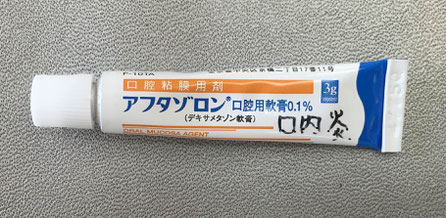 口腔粘膜用剤
アフタゾロン®口腔用軟膏0.1%
(デキサメタゾン軟膏)
ORAL MUCOSA AGENT
3g
口内炎